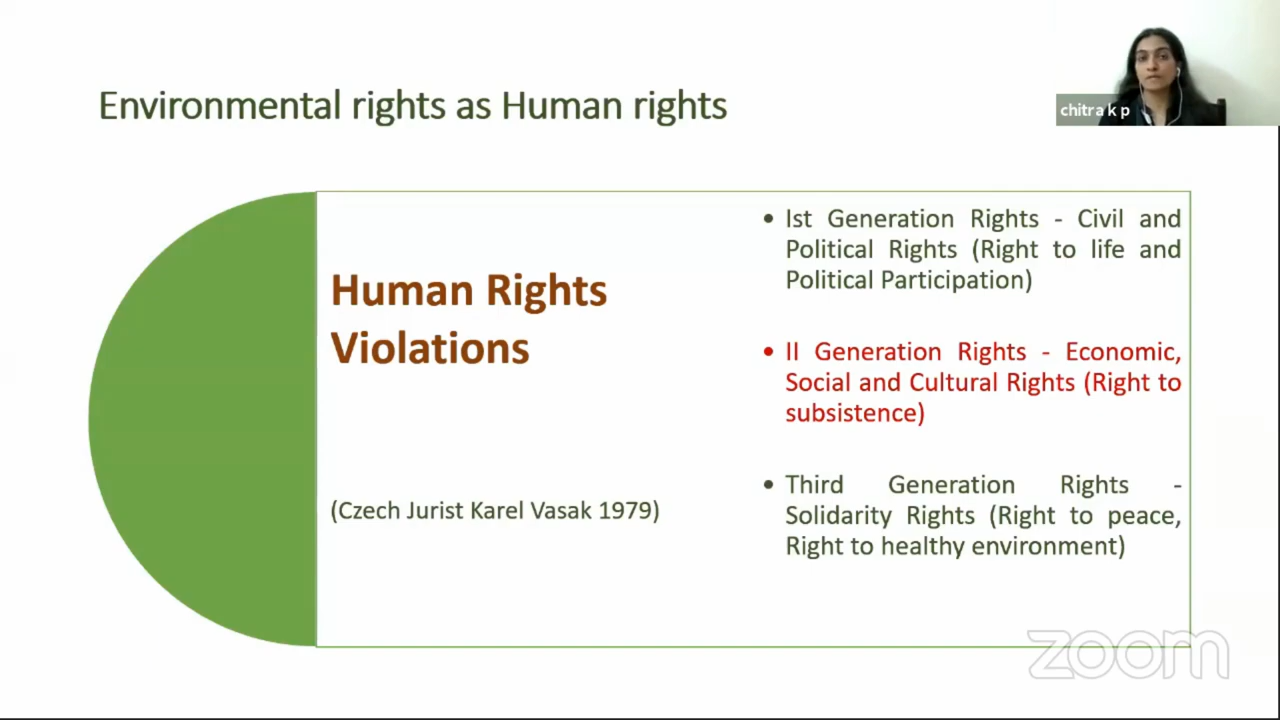 Environmental rights as Human rights
chitra k p
Human Rights
Violations
(Czech Jurist Karel Vasak 1979)
• Ist Generation Rights - Civil and
Political Rights (Right to life and
Political Participation)
• II Generation Rights - Economic,
Social and Cultural Rights (Right to
subsistence)
• Third Generation Rights -
Solidarity Rights (Right to peace,
Right to healthy environment)
zoom